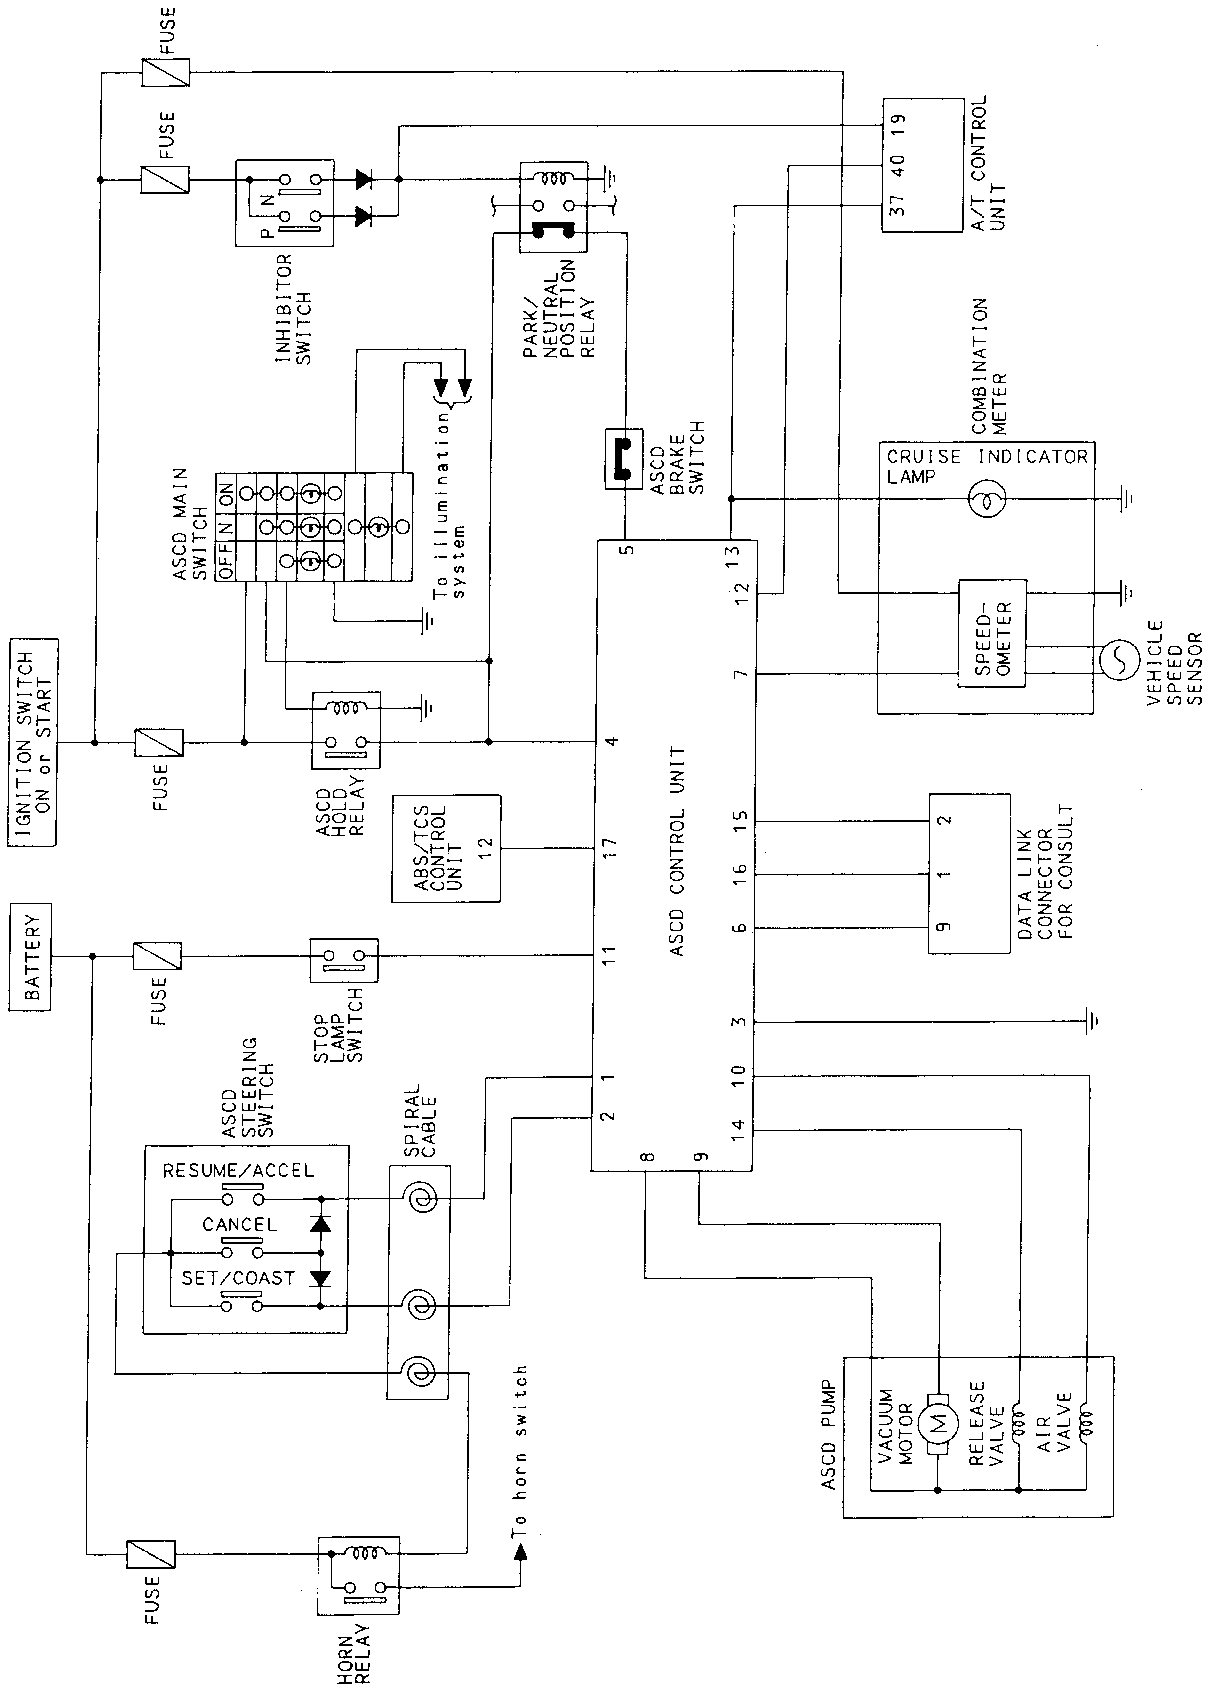 IGNITION SWITCH
ON or START
BATTERY
FUSE
FUSE
FUSE
FUSE
FUSE
INHIBITOR
SWITCH
P
N
PARK/
NEUTRAL
POSITION
RELAY
A/T CONTROL
UNIT
37
40
19
ASCD MAIN
SWITCH
OFF
N
ON
To illumination
system
ASCD
HOLD
RELAY
ASCD
BRAKE
SWITCH
COMBINATION
METER
CRUISE INDICATOR
LAMP
SPEED-
OMETER
VEHICLE
SPEED
SENSOR
ABS/TCS
CONTROL
UNIT
12
STOP
LAMP
SWITCH
ASCD
STEERING
SWITCH
RESUME/ACCEL
CANCEL
SET/COAST
SPIRAL
CABLE
HORN
RELAY
To horn switch
ASCD CONTROL UNIT
5
13
12
7
4
17
15
16
6
11
3
10
14
1
2
8
9
DATA LINK
CONNECTOR
FOR CONSULT
2
1
9
ASCD PUMP
VACUUM
MOTOR
M
RELEASE
VALVE
AIR
VALVE